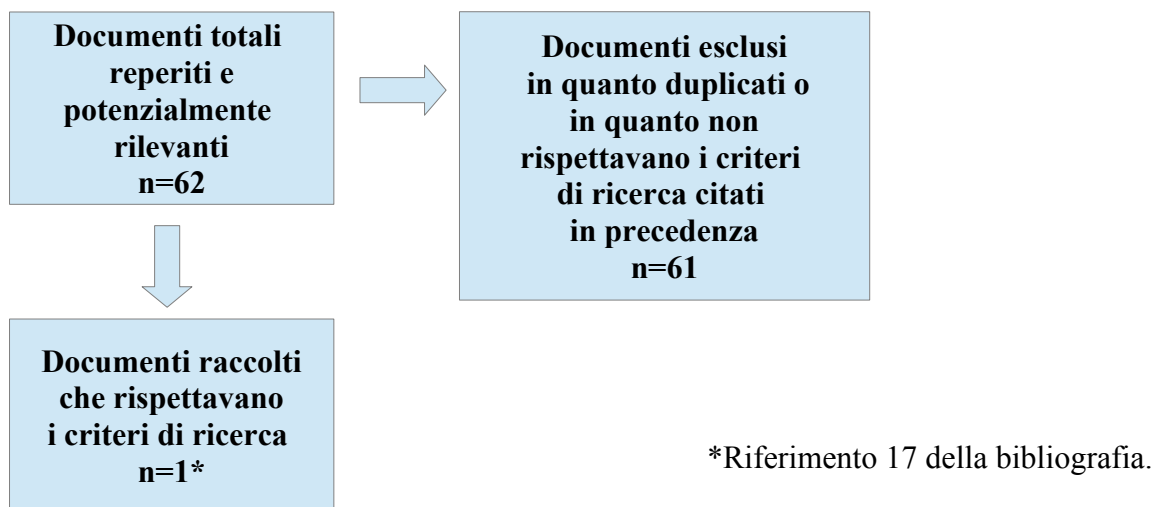 Documenti totali
reperiti e
potenzialmente
rilevanti
n=62
Documenti esclusi
in quanto duplicati o
in quanto non
rispettavano i criteri
di ricerca citati
in precedenza
n=61
Documenti raccolti
che rispettavano
i criteri di ricerca
n=1*
*Riferimento 17 della bibliografia.